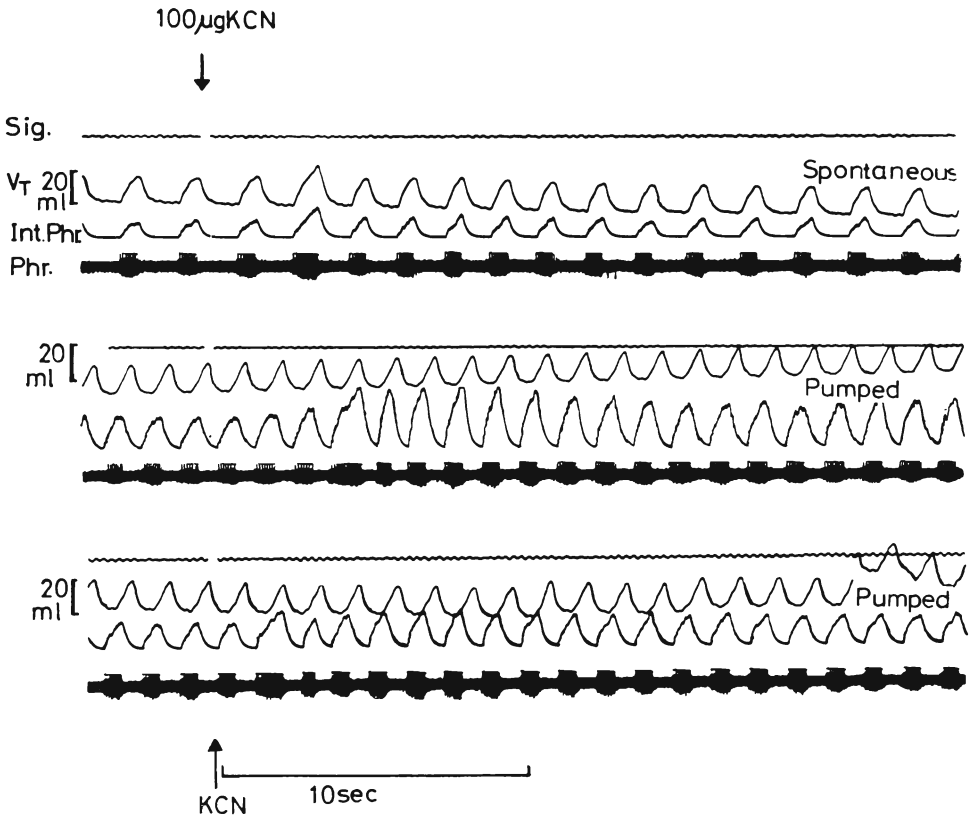 100µgKCN
Sig.
Spontaneous
VT 20
ml
Int.Phr
Phr.
20
ml
Pumped
20
ml
Pumped
KCN
10sec